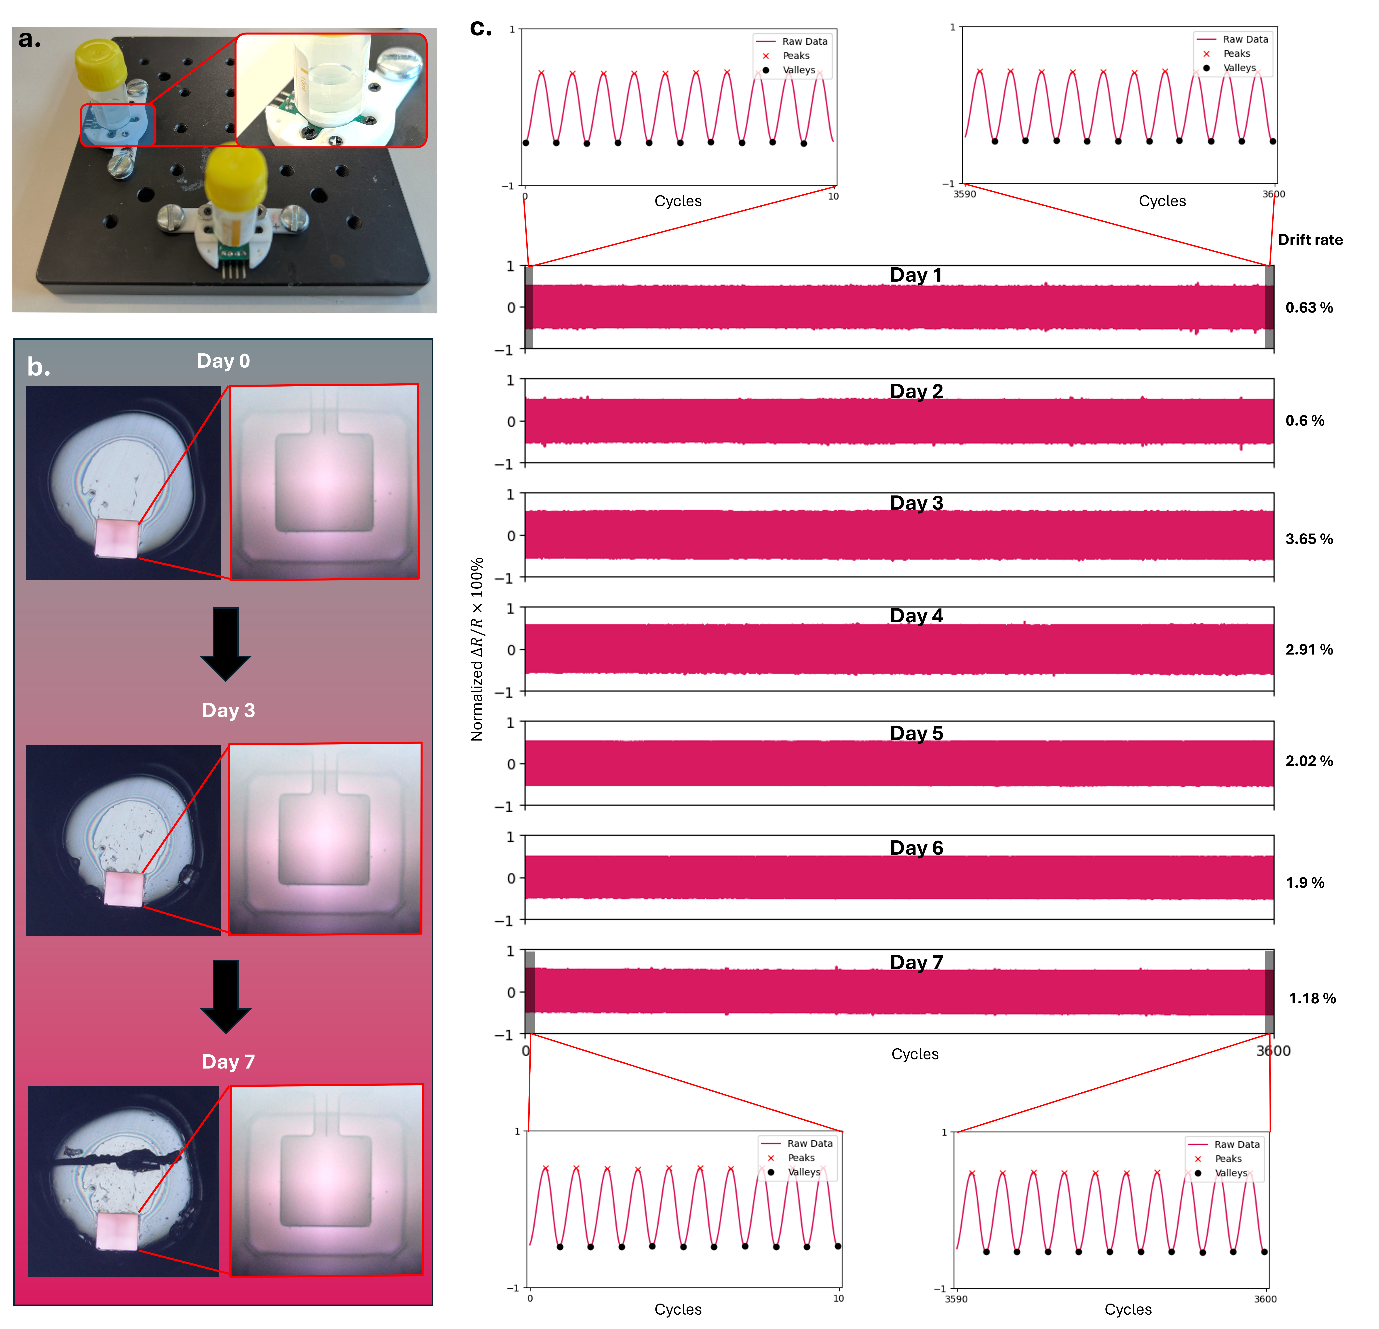 a.
b.
Day 0
Day 3
Day 7
c.
1
Raw Data
Peaks
Valleys
−1
0
10
Cycles
1
Raw Data
Peaks
Valleys
−1
3590
3600
Cycles
Drift rate
Normalized ΔR/R × 100%
1
Day 1
0
0.63 %
−1
1
Day 2
0
0.6 %
−1
1
Day 3
0
3.65 %
−1
1
Day 4
0
2.91 %
−1
1
Day 5
0
2.02 %
−1
1
Day 6
0
1.9 %
−1
1
Day 7
0
1.18 %
−1
0
Cycles
3600
1
Raw Data
Peaks
Valleys
−1
0
10
Cycles
1
Raw Data
Peaks
Valleys
−1
3590
3600
Cycles